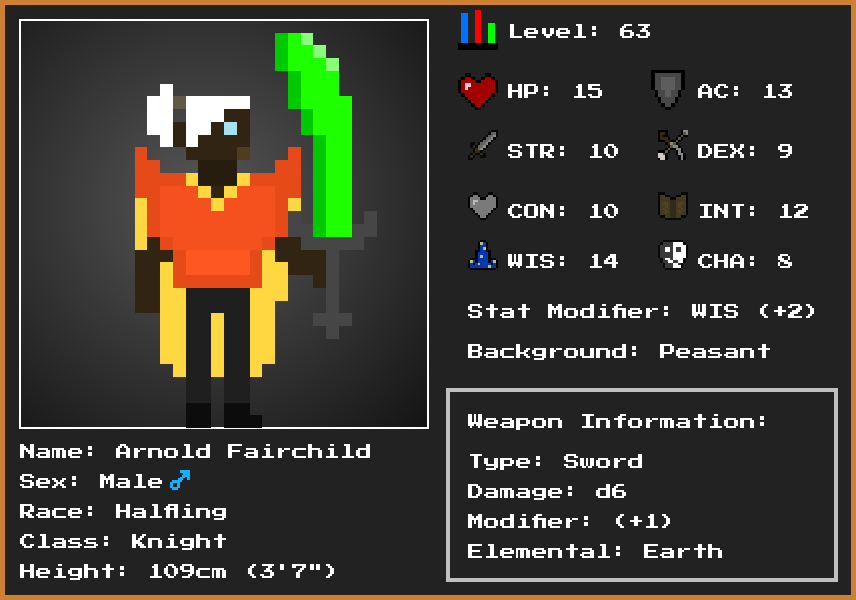 Level: 63
HP: 15
AC: 13
STR: 10
DEX: 9
CON: 10
INT: 12
WIS: 14
CHA: 8
Stat Modifier: WIS (+2)
Background: Peasant
Weapon Information:
Type: Sword
Damage: d6
Modifier: (+1)
Elemental: Earth
Name: Arnold Fairchild
Sex: Male♂
Race: Halfling
Class: Knight
Height: 109cm (3'7")